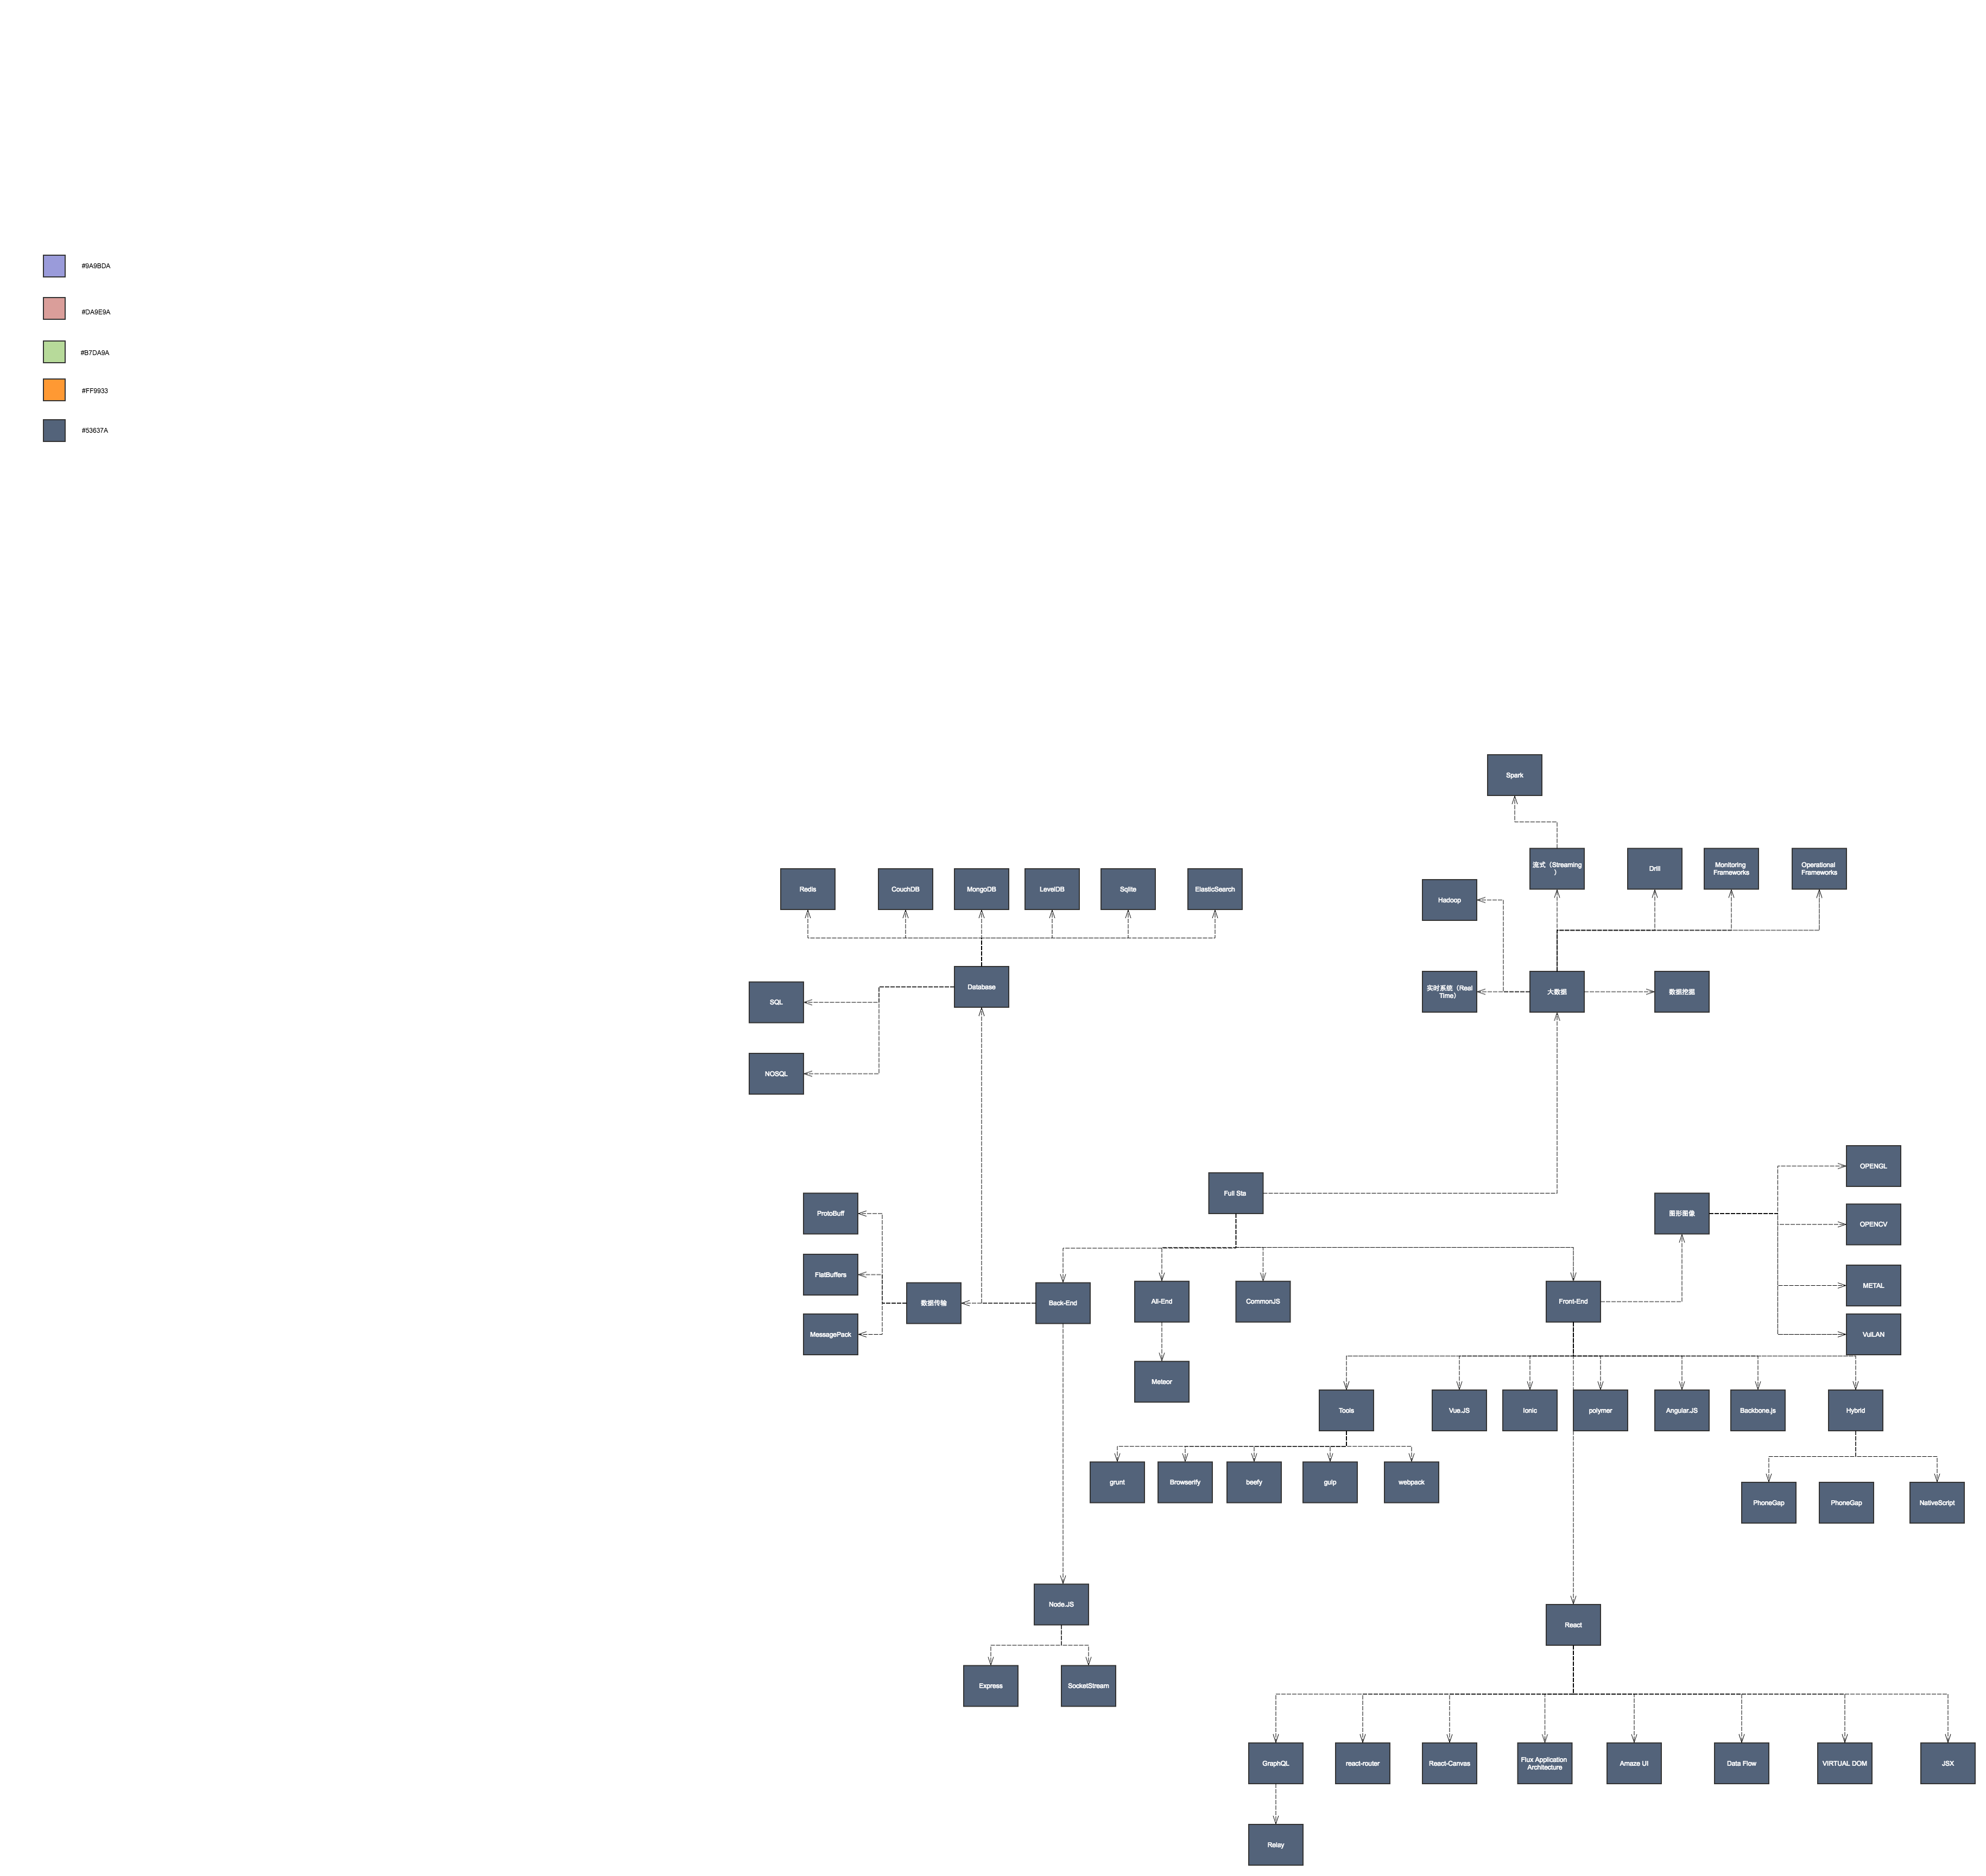 #9A9BDA
#DA9E9A
#B7DA9A
#FF9933
#53637A
Spark
流式（Streaming
）
Drill
Monitoring
Frameworks
Operational
Frameworks
Hadoop
Redis
CouchDB
MongoDB
LevelDB
Sqlite
ElasticSearch
Database
SQL
实时系统（Real
Time）
大数据
数据挖掘
NOSQL
OPENGL
Full Sta
ProtoBuff
图形图像
OPENCV
FlatBuffers
METAL
数据传输
Back-End
All-End
CommonJS
Front-End
MessagePack
VulLAN
Meteor
Tools
Vue.JS
Ionic
polymer
Angular.JS
Backbone.js
Hybrid
grunt
Browserify
beefy
gulp
webpack
PhoneGap
PhoneGap
NativeScript
Node.JS
React
Express
SocketStream
GraphQL
react-router
React-Canvas
Flux Application
Architecture
Amaze UI
Data Flow
VIRTUAL DOM
JSX
Relay